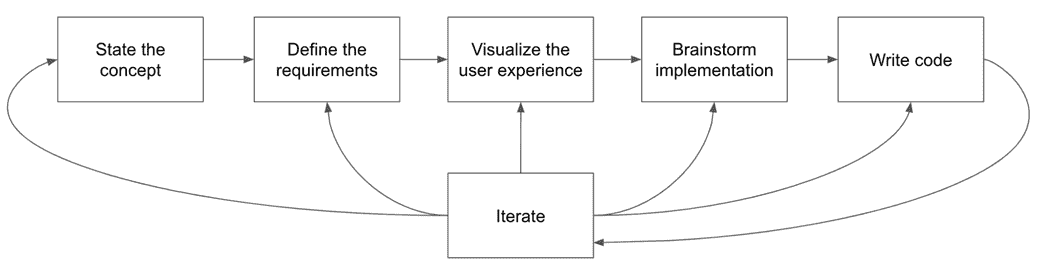 State the
concept
Define the
requirements
Visualize the
user experience
Brainstorm
implementation
Write code
Iterate